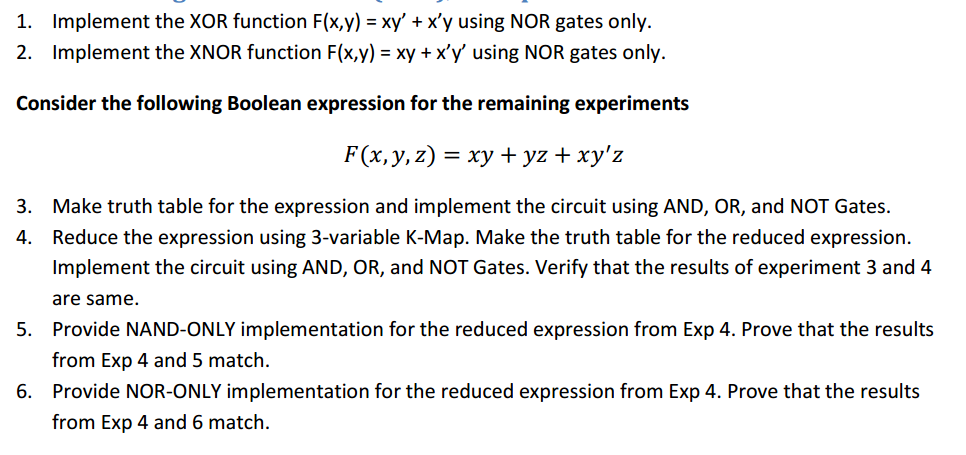 1. Implement the XOR function F(x,y) = xy’ + x’y using NOR gates only.
2. Implement the XNOR function F(x,y) = xy + x’y’ using NOR gates only.
Consider the following Boolean expression for the remaining experiments
F(x, y, z) = xy + yz + xy′z
3. Make truth table for the expression and implement the circuit using AND, OR, and NOT Gates.
4. Reduce the expression using 3-variable K-Map. Make the truth table for the reduced expression.
Implement the circuit using AND, OR, and NOT Gates. Verify that the results of experiment 3 and 4
are same.
5. Provide NAND-ONLY implementation for the reduced expression from Exp 4. Prove that the results
from Exp 4 and 5 match.
6. Provide NOR-ONLY implementation for the reduced expression from Exp 4. Prove that the results
from Exp 4 and 6 match.